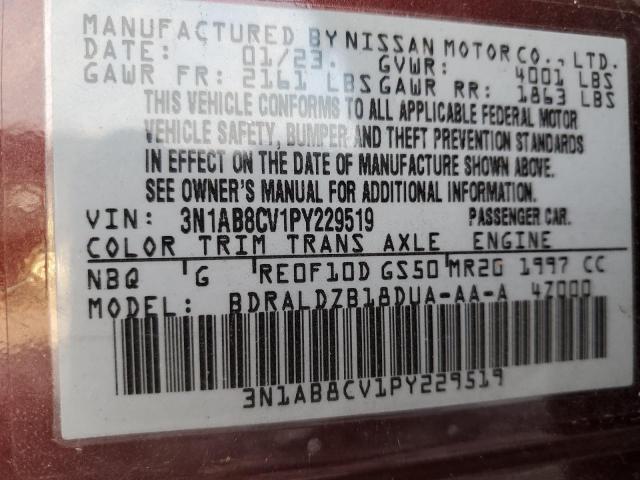 MANUFACTURED BY NISSAN MOTOR CO., LTD.
DATE: 01/23. GVWR: 4001 LBS
GAWR FR: 2161 LBS GAWR RR: 1863 LBS
THIS VEHICLE CONFORMS TO ALL APPLICABLE FEDERAL MOTOR
VEHICLE SAFETY, BUMPER AND THEFT PREVENTION STANDARDS
IN EFFECT ON THE DATE OF MANUFACTURE SHOWN ABOVE.
SEE OWNER'S MANUAL FOR ADDITIONAL INFORMATION.
VIN: 3N1AB8CV1PY229519 PASSENGER CAR.
COLOR TRIM TRANS AXLE ENGINE
NBQ G RE0F10D GS50 MR20 1997 CC
MODEL: BDRALDZB18DUA-AA-A 4Z000
3N1AB8CV1PY229519